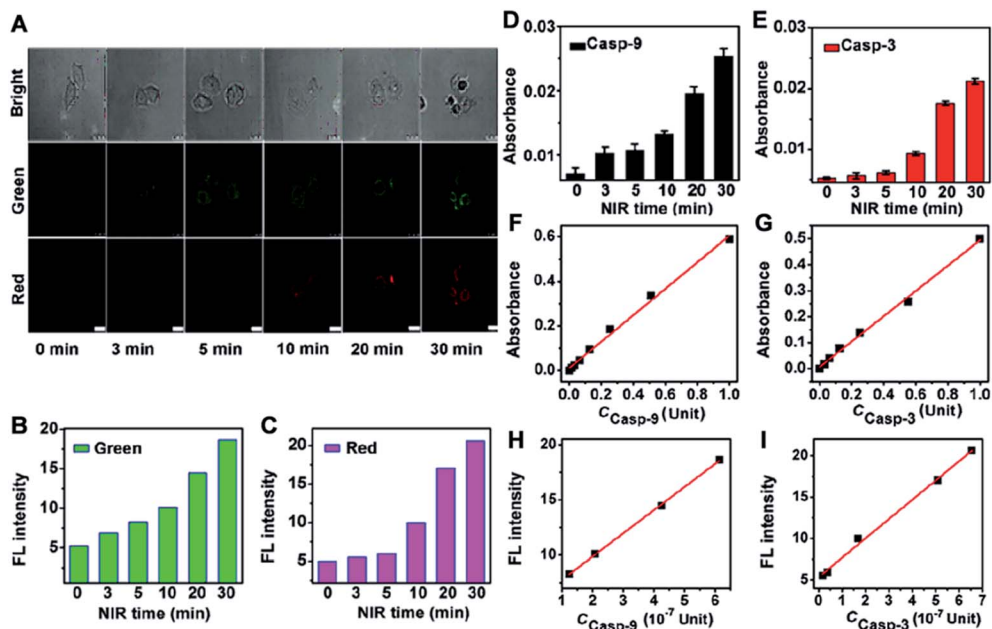 A
Bright
Green
Red
0 min 3 min 5 min 10 min 20 min 30 min
B
Green
FL intensity
20
15
10
5
0 3 5 10 20 30
NIR time (min)
C
Red
FL intensity
20
15
10
5
0 3 5 10 20 30
NIR time (min)
D
Casp-9
Absorbance
0.03
0.02
0.01
0 3 5 10 20 30
NIR time (min)
E
Casp-3
Absorbance
0.03
0.02
0.01
0 3 5 10 20 30
NIR time (min)
F
Absorbance
0.6
0.4
0.2
0.0
0.0 0.2 0.4 0.6 0.8 1.0
C Casp-9 (Unit)
G
Absorbance
0.5
0.4
0.3
0.2
0.1
0.0
0.0 0.2 0.4 0.6 0.8 1.0
C Casp-3 (Unit)
H
FL intensity
20
15
10
1 2 3 4 5 6
C Casp-9 (10⁻⁷ Unit)
I
FL intensity
20
15
10
5
0 1 2 3 4 5 6 7
C Casp-3 (10⁻⁷ Unit)